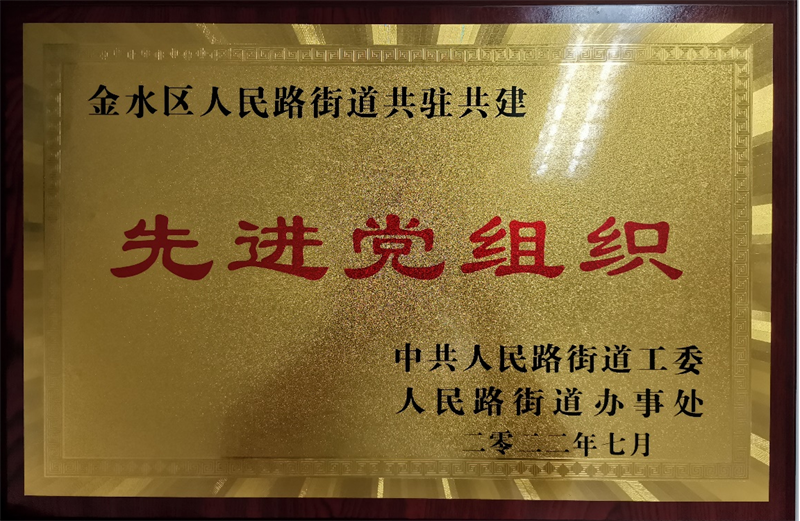 金水区人民路街道共驻共建
先进党组织
中共人民路街道工委
人民路街道办事处
二零二二年七月